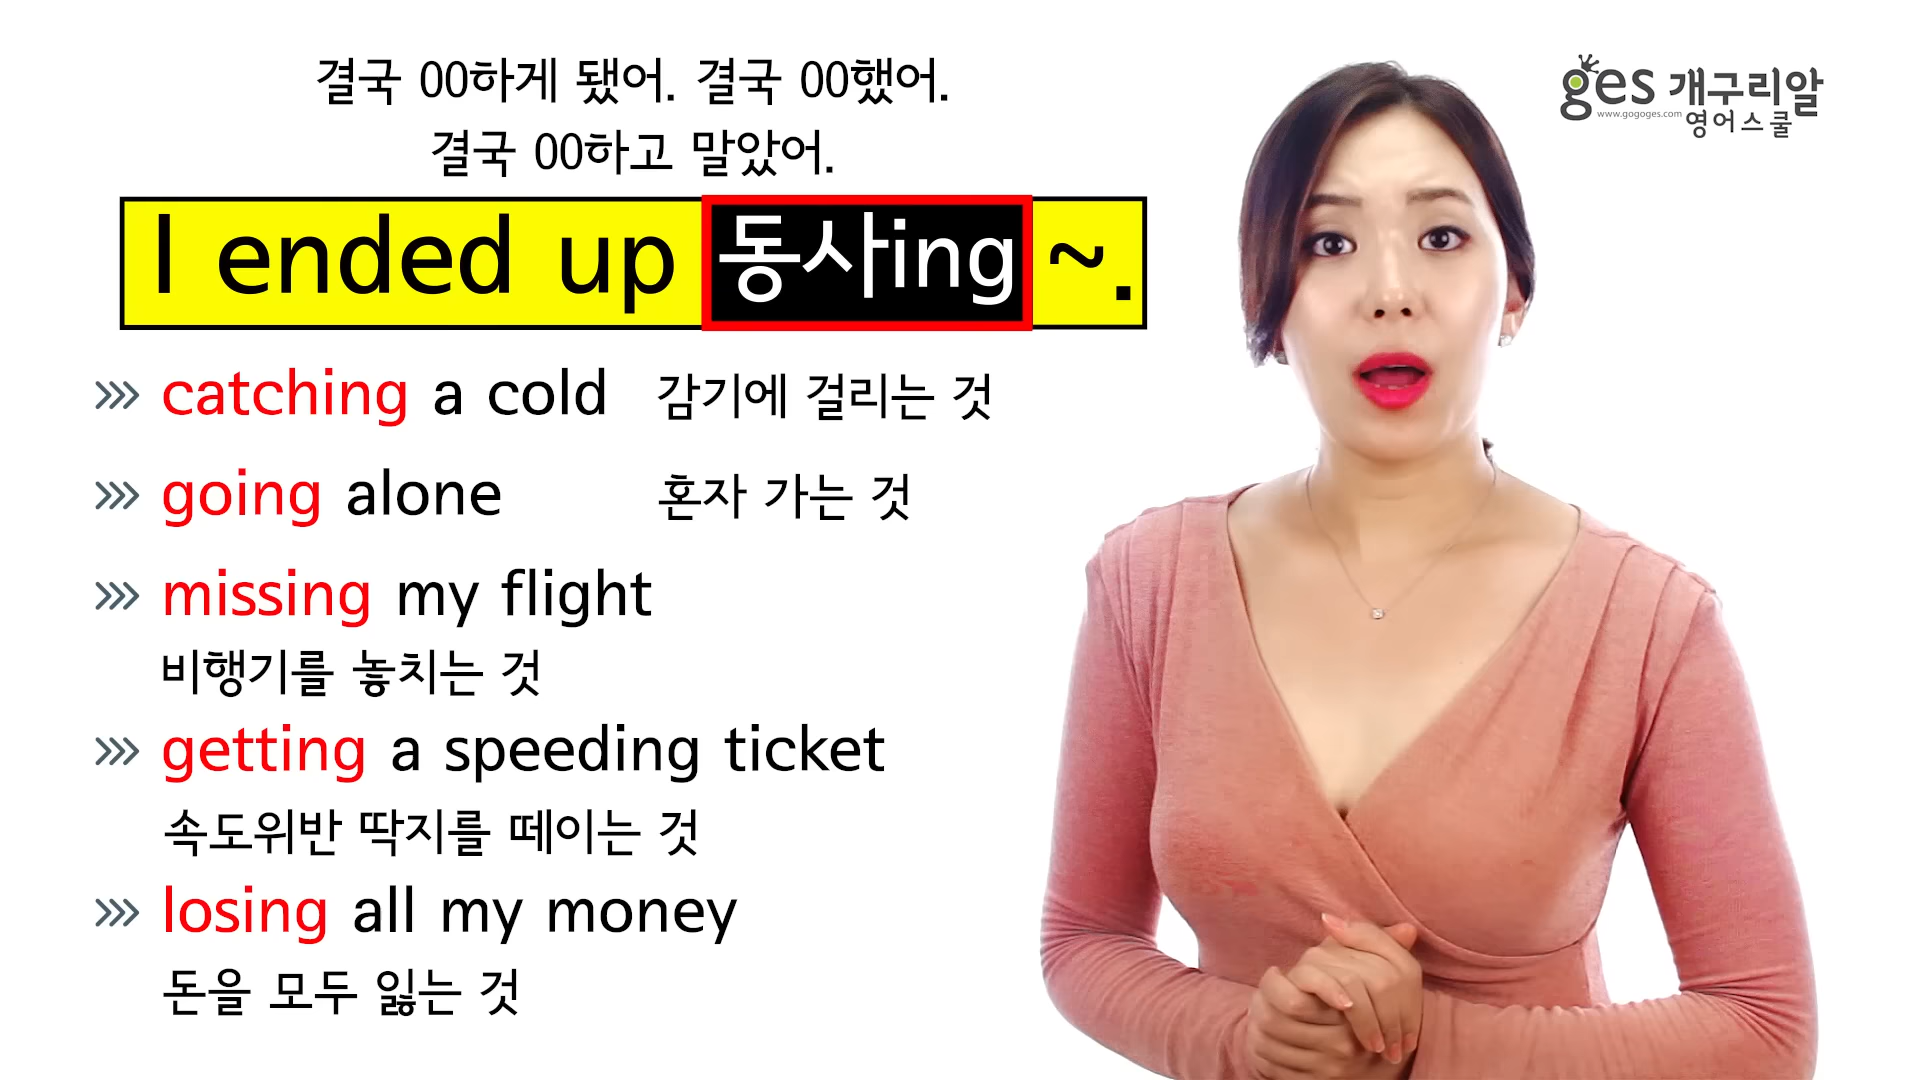 결국 00하게 됐어. 결국 00했어.
결국 00하고 말았어.
I ended up 동사ing ~.
catching a cold 감기에 걸리는 것
going alone 혼자 가는 것
missing my flight
비행기를 놓치는 것
getting a speeding ticket
속도위반 딱지를 떼이는 것
losing all my money
돈을 모두 잃는 것
ges 개구리알
www.gogoges.com 영어스쿨